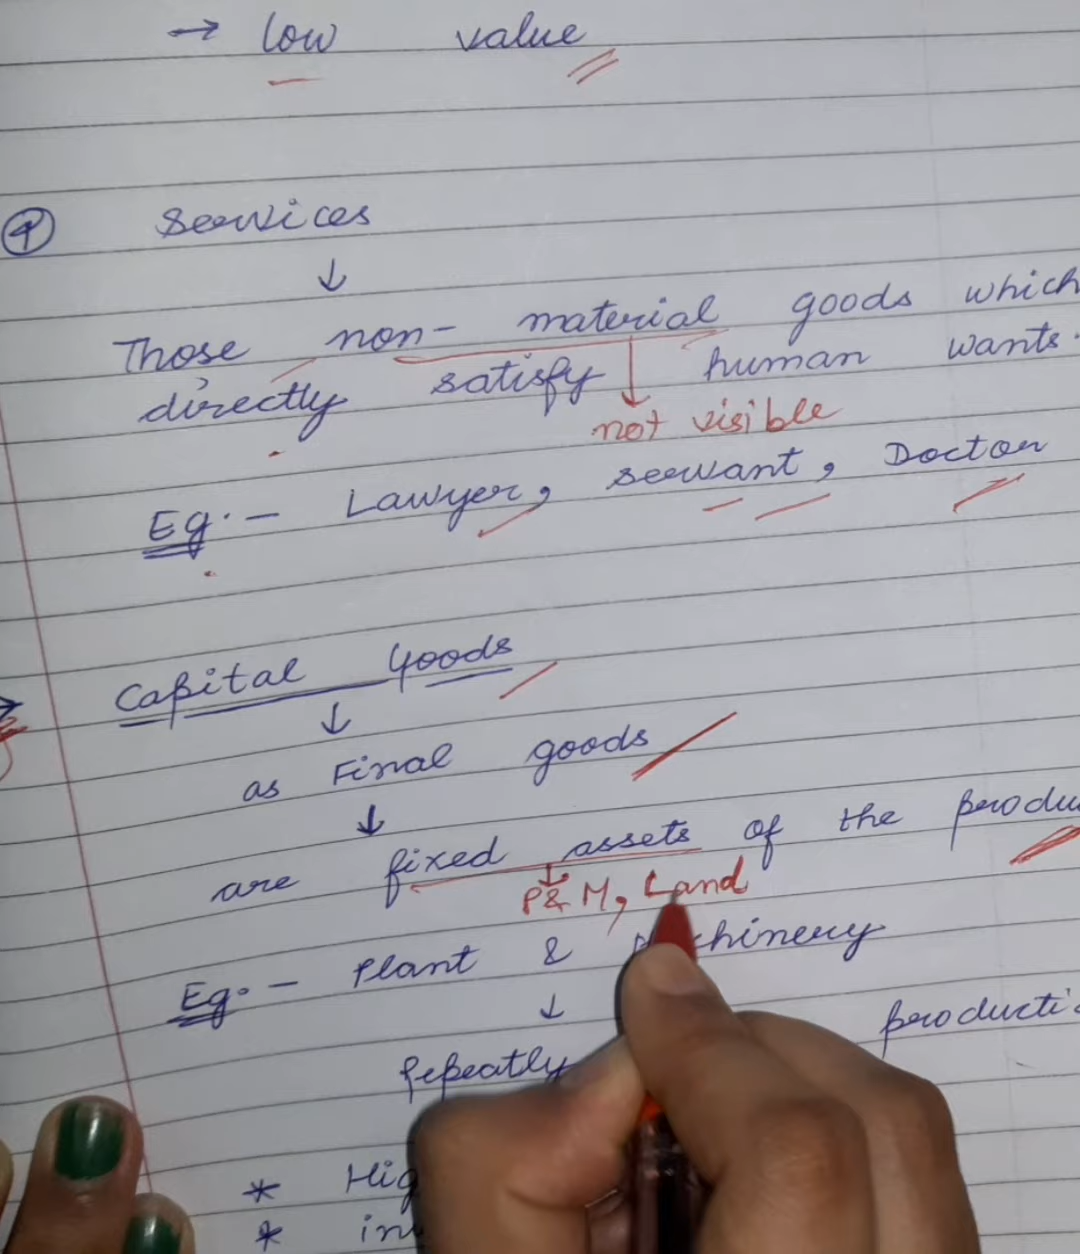 → low value
④ Services
↓
Those non- material goods which
directly satisfy human wants.
↓
not visible
Eg:- Lawyer, servant, Doctor
Capital Goods
↓
as Final goods
↓
are fixed assets of the
↓
P& M, Land
Eg:- Plant &
↓
* 
*